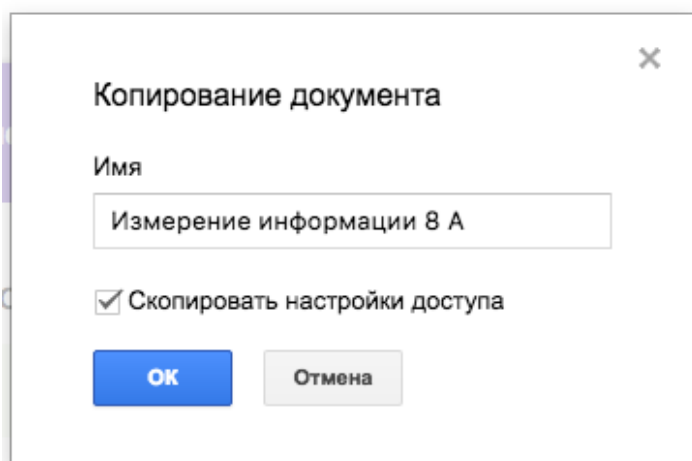 Копирование документа
Имя
Измерение информации 8 А
Скопировать настройки доступа
ОК
Отмена